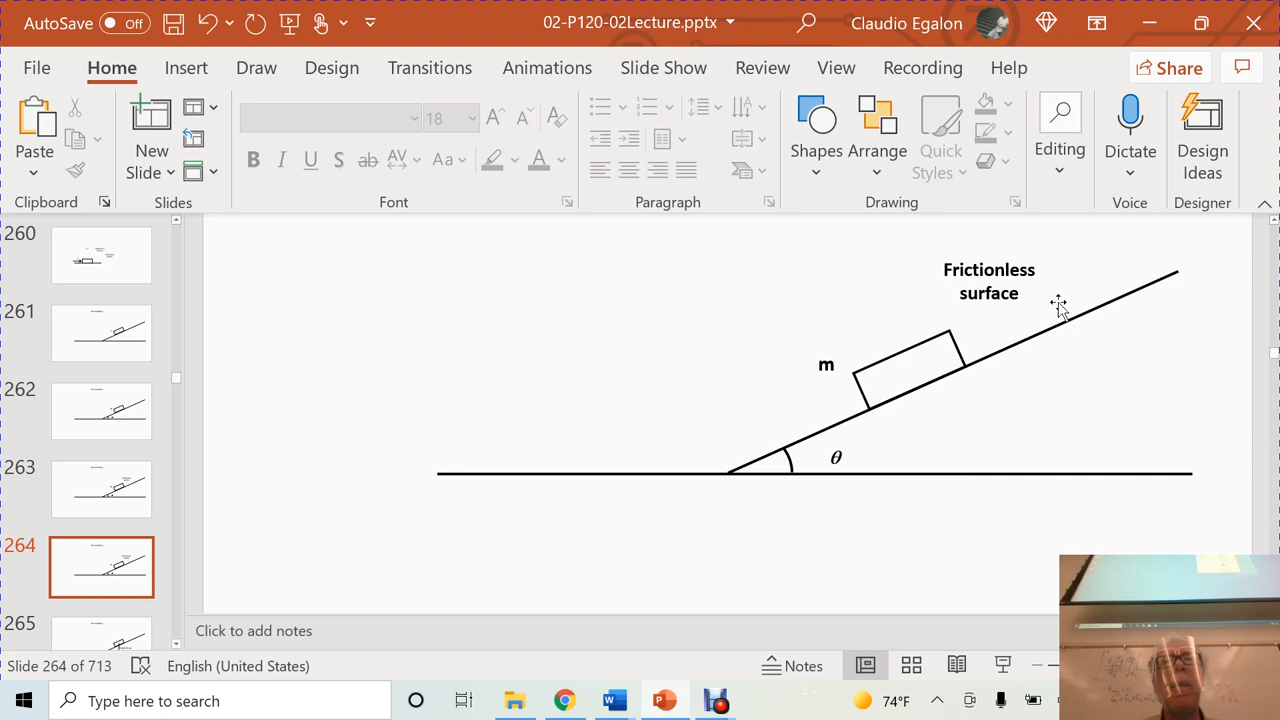 AutoSave Off 02-P120-02Lecture.pptx Claudio Egalon
File Home Insert Draw Design Transitions Animations Slide Show Review View Recording Help Share
18
Paste New Slide Shapes Arrange Quick Styles Editing Dictate Design Ideas
B I U S ab AV Aa A
Clipboard Slides Font Paragraph Drawing Voice Designer
260
261
262
263
264
265
Frictionless
surface
m
θ
Click to add notes
Slide 264 of 713 English (United States) Notes
Type here to search 74°F